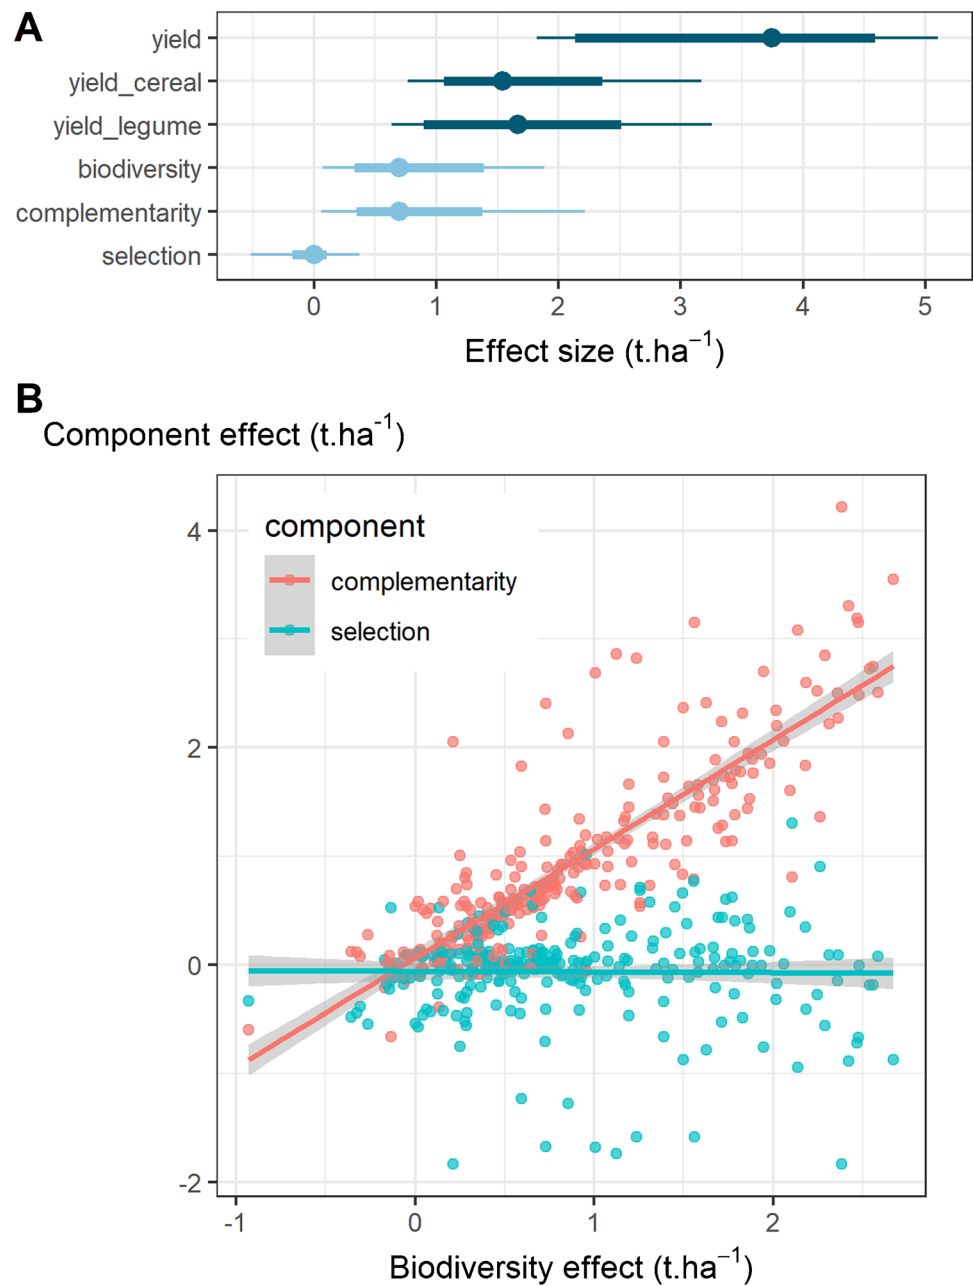 A
yield
yield_cereal
yield_legume
biodiversity
complementarity
selection
0 1 2 3 4 5
Effect size (t.ha⁻¹)
B
Component effect (t.ha⁻¹)
4
component
complementarity
selection
2
0
-2
-1 0 1 2
Biodiversity effect (t.ha⁻¹)